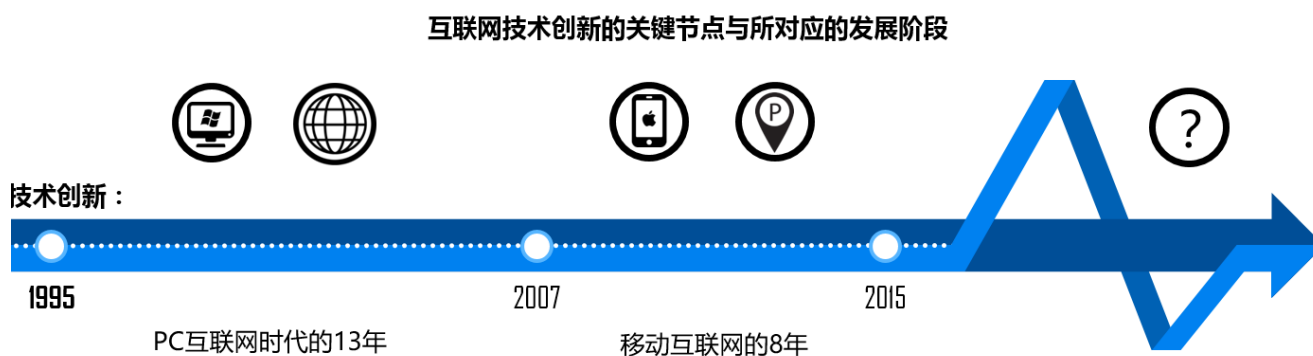 互联网技术创新的关键节点与所对应的发展阶段
P
?
技术创新：
1995
2007
2015
PC互联网时代的13年
移动互联网的8年